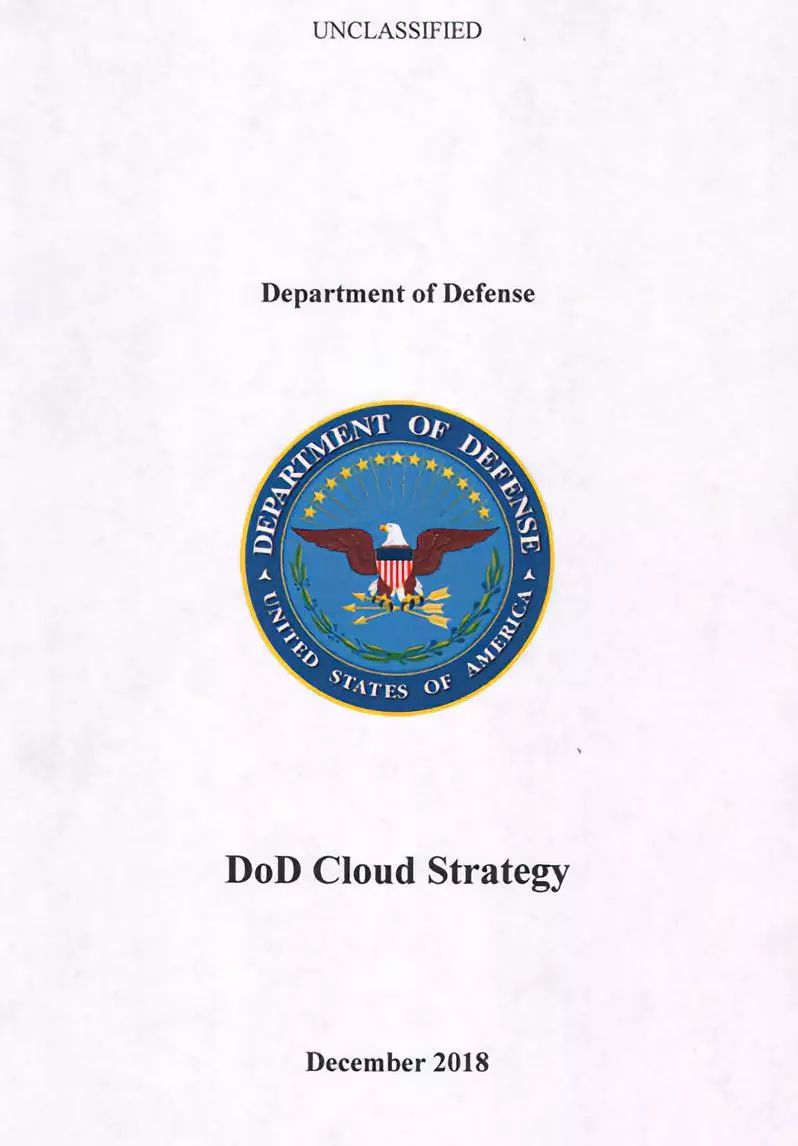 UNCLASSIFIED
Department of Defense
DEPARTMENT OF DEFENSE
UNITED STATES OF AMERICA
DoD Cloud Strategy
December 2018